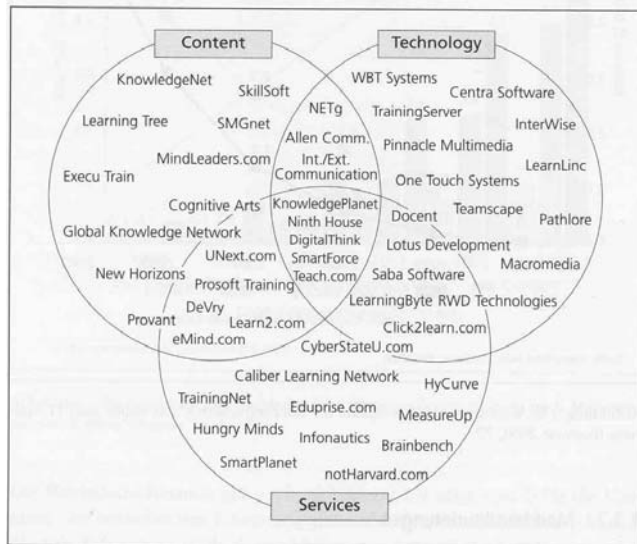 Content
Technology
KnowledgeNet
SkillSoft
Learning Tree
SMGnet
MindLeaders.com
Execu Train
Cognitive Arts
Global Knowledge Network
UNext.com
New Horizons
Prosoft Training
DeVry
Provant
Learn2.com
eMind.com
NETg
Allen Comm.
Int./Ext.
Communication
KnowledgePlanet
Ninth House
DigitalThink
SmartForce
Teach.com
WBT Systems
Centra Software
TrainingServer
InterWise
Pinnacle Multimedia
LearnLinc
One Touch Systems
Teamscape
Docent
Pathlore
Lotus Development
Macromedia
Saba Software
LearningByte RWD Technologies
Click2learn.com
CyberStateU.com
Caliber Learning Network
HyCurve
TrainingNet
Eduprise.com
MeasureUp
Hungry Minds
Infonautics
Brainbench
SmartPlanet
notHarvard.com
Services